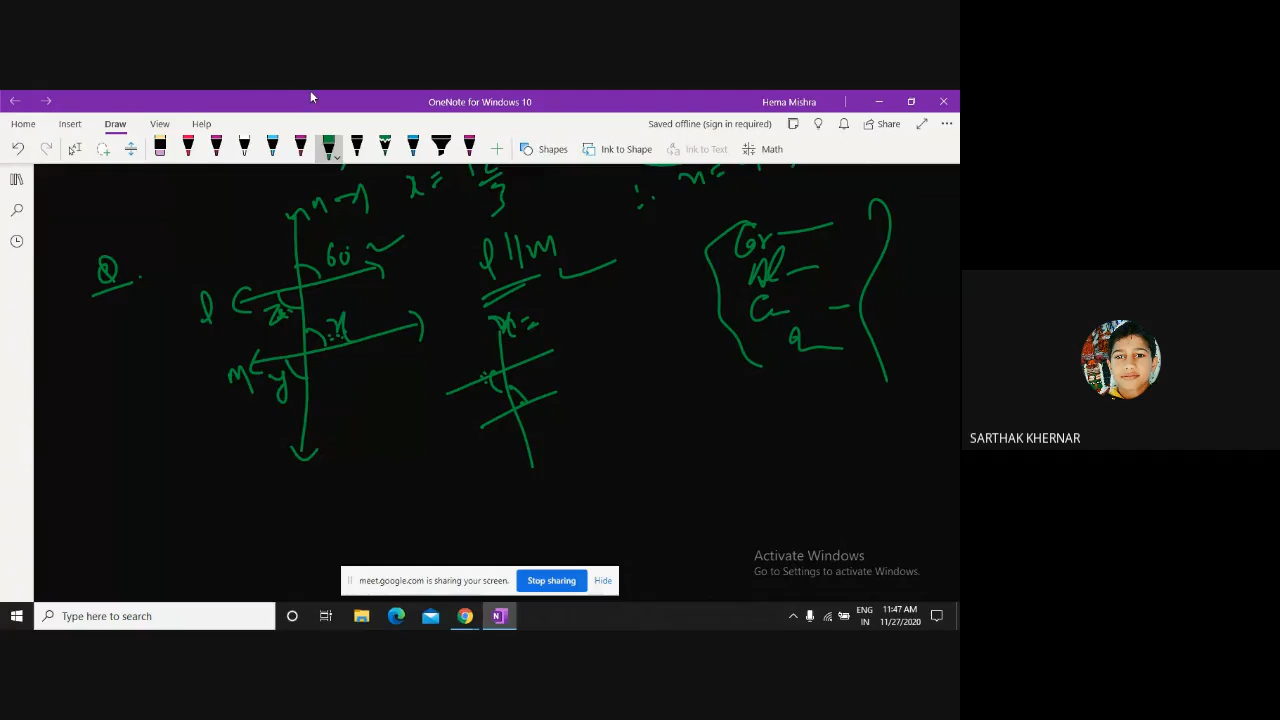 OneNote for Windows 10
Hema Mishra
Home Insert Draw View Help
Saved offline (sign in required)
Share
Shapes
Ink to Shape
Ink to Text
Math
x = 12/3
∴ x =
n
Q.
60
l
z
x
m
y
l || m
x =
SARTHAK KHERNAR
Activate Windows
Go to Settings to activate Windows.
meet.google.com is sharing your screen.
Stop sharing
Hide
Type here to search
ENG
IN
11:47 AM
11/27/2020